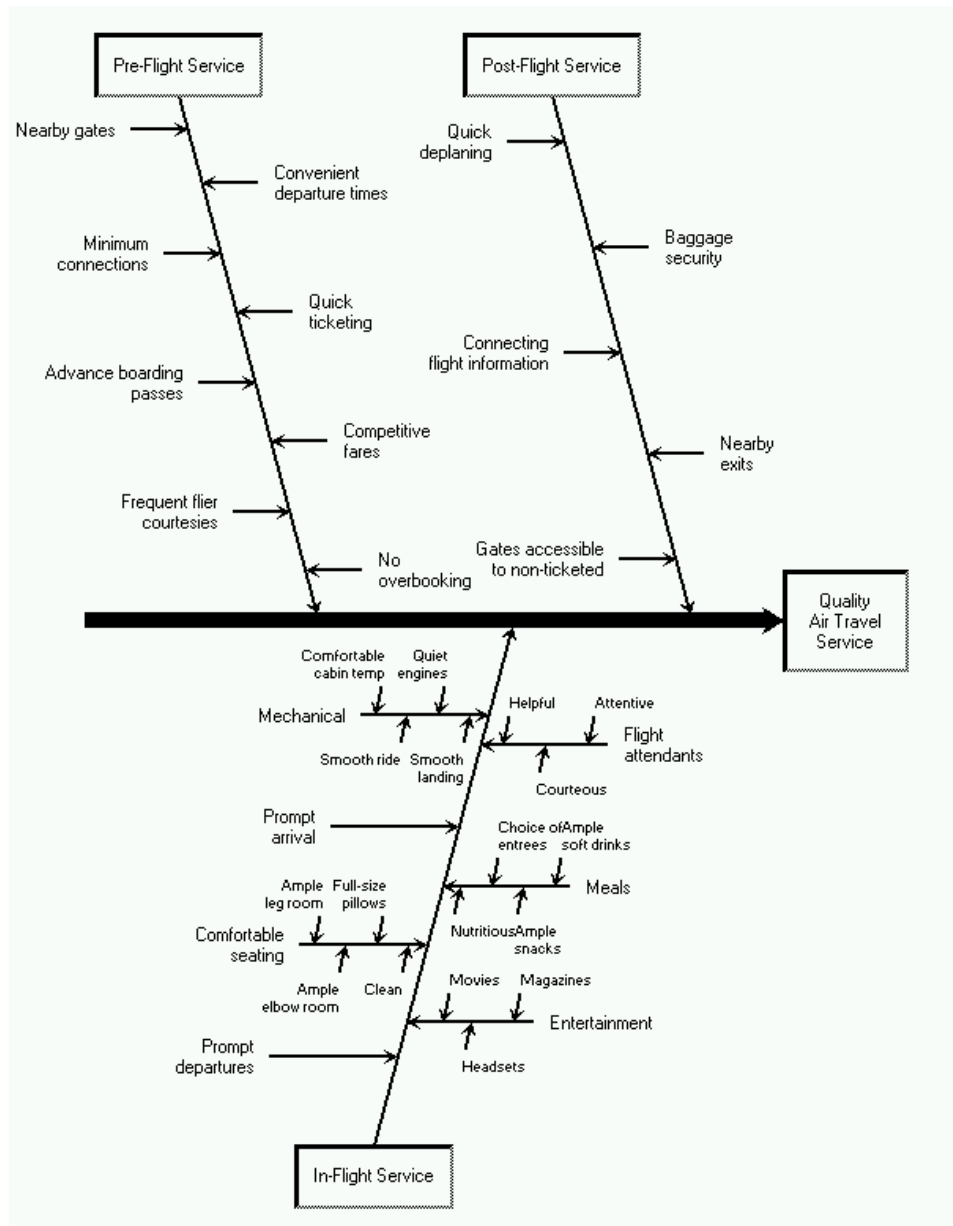 Pre-Flight Service
Post-Flight Service
Nearby gates
Convenient
departure times
Minimum
connections
Quick
ticketing
Advance boarding
passes
Competitive
fares
Frequent flier
courtesies
No
overbooking
Quick
deplaning
Baggage
security
Connecting
flight information
Nearby
exits
Gates accessible
to non-ticketed
Quality
Air Travel
Service
Comfortable
cabin temp
Quiet
engines
Mechanical
Smooth ride
Smooth
landing
Helpful
Attentive
Flight
attendants
Courteous
Prompt
arrival
Choice of
entrees
Ample
soft drinks
Meals
Nutritious
Ample
snacks
Ample
leg room
Full-size
pillows
Comfortable
seating
Ample
elbow room
Clean
Movies
Magazines
Entertainment
Headsets
Prompt
departures
In-Flight Service